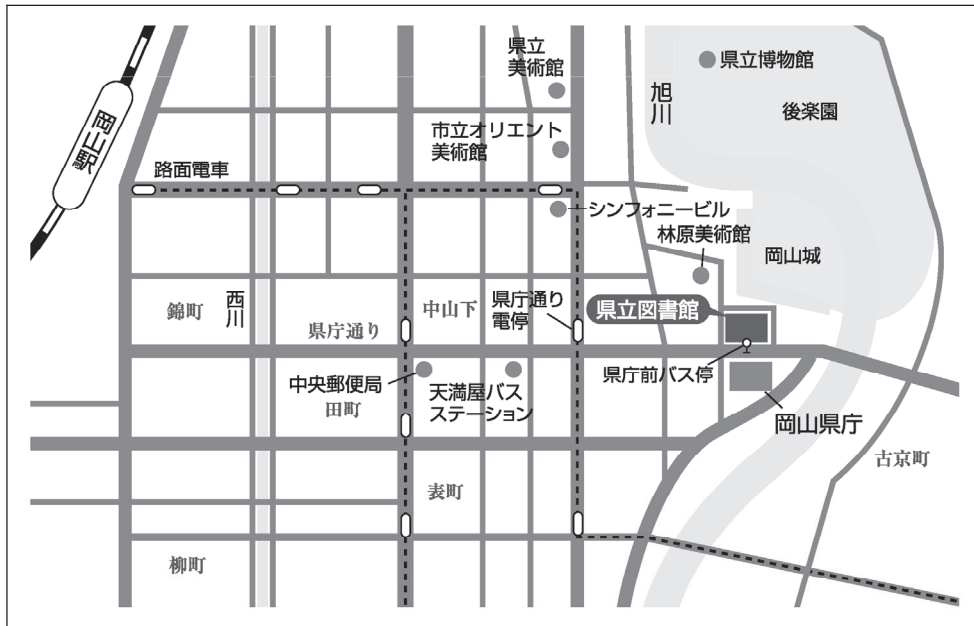 県立
美術館
県立博物館
旭川
後楽園
岡山駅
市立オリエント
美術館
路面電車
シンフォニービル
林原美術館
岡山城
錦町
西川
県庁通り
中山下
県庁通り
電停
県立図書館
中央郵便局
天満屋バス
ステーション
県庁前バス停
田町
岡山県庁
古京町
表町
柳町